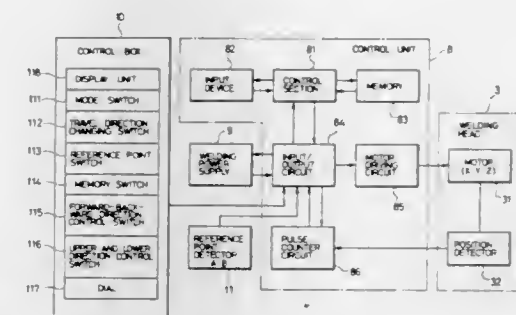 10
CONTROL BOX
118
DISPLAY UNIT
111
MODE SWITCH
112
TRAVEL DIRECTION
CHANGING SWITCH
113
REFERENCE POINT
SWITCH
114
MEMORY SWITCH
115
FORWARD-BACK-
WARD DIRECTION
CONTROL SWITCH
116
UPPER AND LOWER
DIRECTION CONTROL
SWITCH
117
DIAL
82
81
CONTROL UNIT
8
INPUT
DEVICE
CONTROL
SECTION
MEMORY
83
9
WELDING
POWER
SUPPLY
84
INPUT/
OUTPUT
CIRCUIT
MOTOR
DRIVING
CIRCUIT
85
3
WELDING
HEAD
MOTOR
(X Y Z)
31
REFERENCE
POINT
DETECTOR
A B
11
PULSE
COUNTER
CIRCUIT
86
POSITION
DETECTOR
32